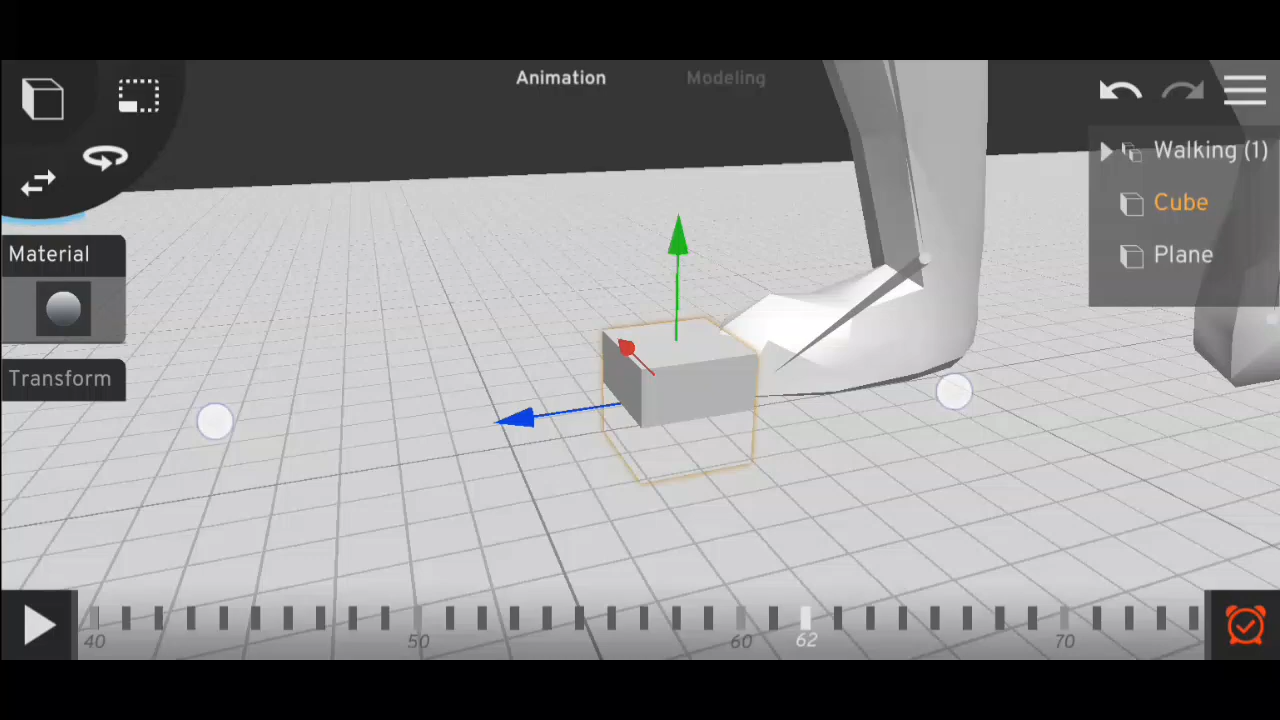 Animation
Modeling
Walking (1)
Cube
Plane
Material
Transform
40
50
60
62
70